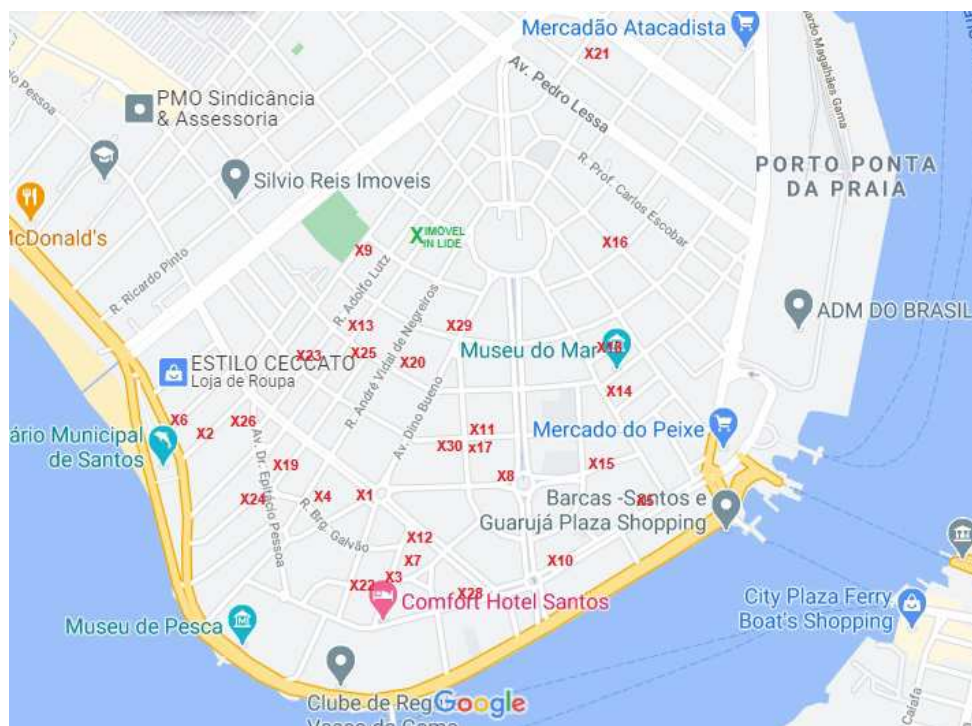 Mercadão Atacadista
X21
Av. Pedro Lessa
PMO Sindicância
& Assessoria
R. Prof. Carlos Escobar
PORTO PONTA
DA PRAIA
Silvio Reis Imoveis
McDonald's
X IMÓVEL
IN LIDE
X9
X16
R. Ricardo Pinto
R. Adolfo Lutz
ADM DO BRASIL
X13
X29
R. André Vidal de Negreiros
Museu do Mar
X18
X23
X25
X20
ESTILO CECCATO
Loja de Roupa
X14
Av. Dino Bueno
X6
X2
X26
X11
X30
x17
Mercado do Peixe
ário Municipal
de Santos
Av. Dr. Epitácio Pessoa
X19
X15
X8
X24
X4
X1
X5
Barcas -Santos e
Guarujá Plaza Shopping
R. Brg. Galvão
X12
X7
X10
X3
X22
X28
Comfort Hotel Santos
City Plaza Ferry
Boat's Shopping
Museu de Pesca
Clube de Reg
Google
Vasco da Gama